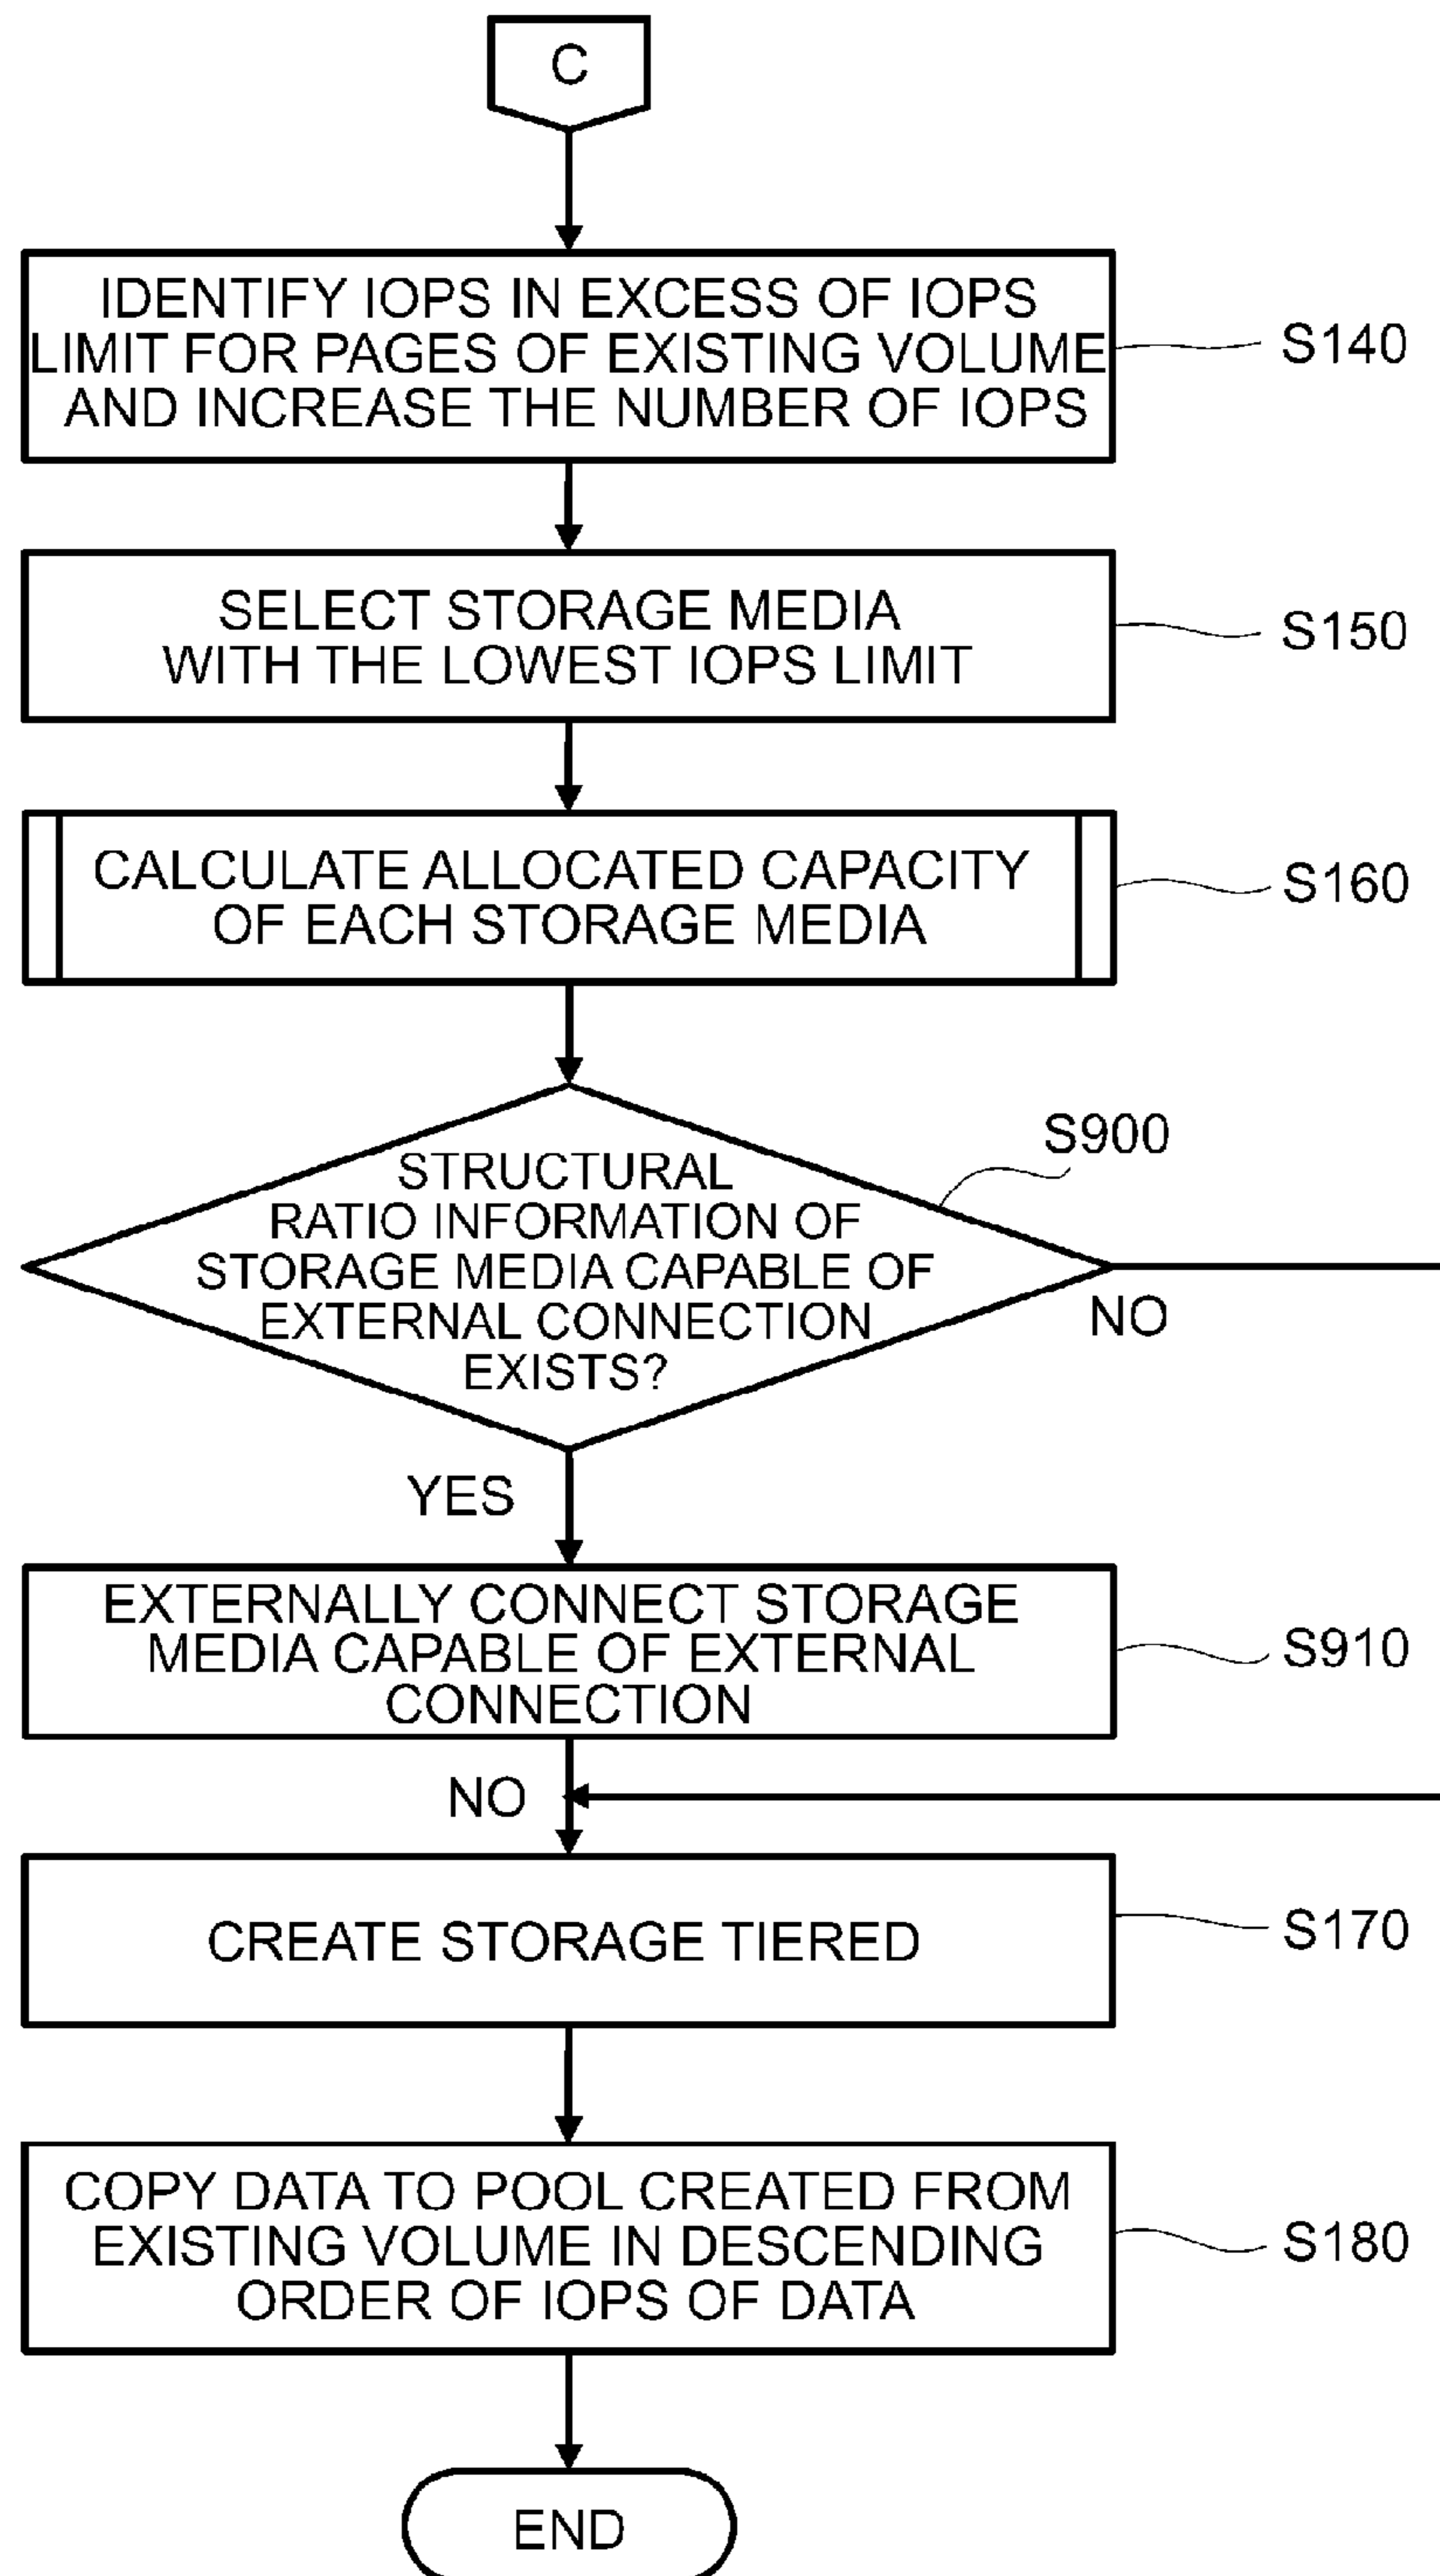 C
IDENTIFY IOPS IN EXCESS OF IOPS
LIMIT FOR PAGES OF EXISTING VOLUME
AND INCREASE THE NUMBER OF IOPS
S140
SELECT STORAGE MEDIA
WITH THE LOWEST IOPS LIMIT
S150
CALCULATE ALLOCATED CAPACITY
OF EACH STORAGE MEDIA
S160
S900
STRUCTURAL
RATIO INFORMATION OF
STORAGE MEDIA CAPABLE OF
EXTERNAL CONNECTION
EXISTS?
NO
YES
EXTERNALLY CONNECT STORAGE
MEDIA CAPABLE OF EXTERNAL
CONNECTION
S910
NO
CREATE STORAGE TIERED
S170
COPY DATA TO POOL CREATED FROM
EXISTING VOLUME IN DESCENDING
ORDER OF IOPS OF DATA
S180
END